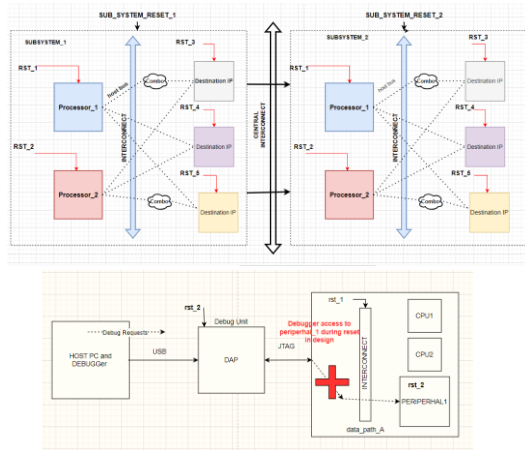 SUB_SYSTEM_RESET_1
SUB_SYSTEM_RESET_2
SUBSYSTEM_1
RST_3
RST_1
host bus
Combo
Destination IP
Processor_1
INTERCONNECT
RST_4
Destination IP
RST_2
RST_5
Processor_2
Combo
Destination IP
CENTRAL
INTERCONNECT
SUBSYSTEM_2
RST_3
RST_1
host bus
Combo
Destination IP
Processor_1
INTERCONNECT
RST_4
Destination IP
RST_2
RST_5
Processor_2
Combo
Destination IP
rst_2
Debug Unit
Debug Requests
HOST PC and
DEBUGGer
USB
DAP
JTAG
rst_1
Debugger access to
periperhal_1 during reset
in design
INTERCONNECT
data_path_A
CPU1
CPU2
rst_2
PERIPERHAL1